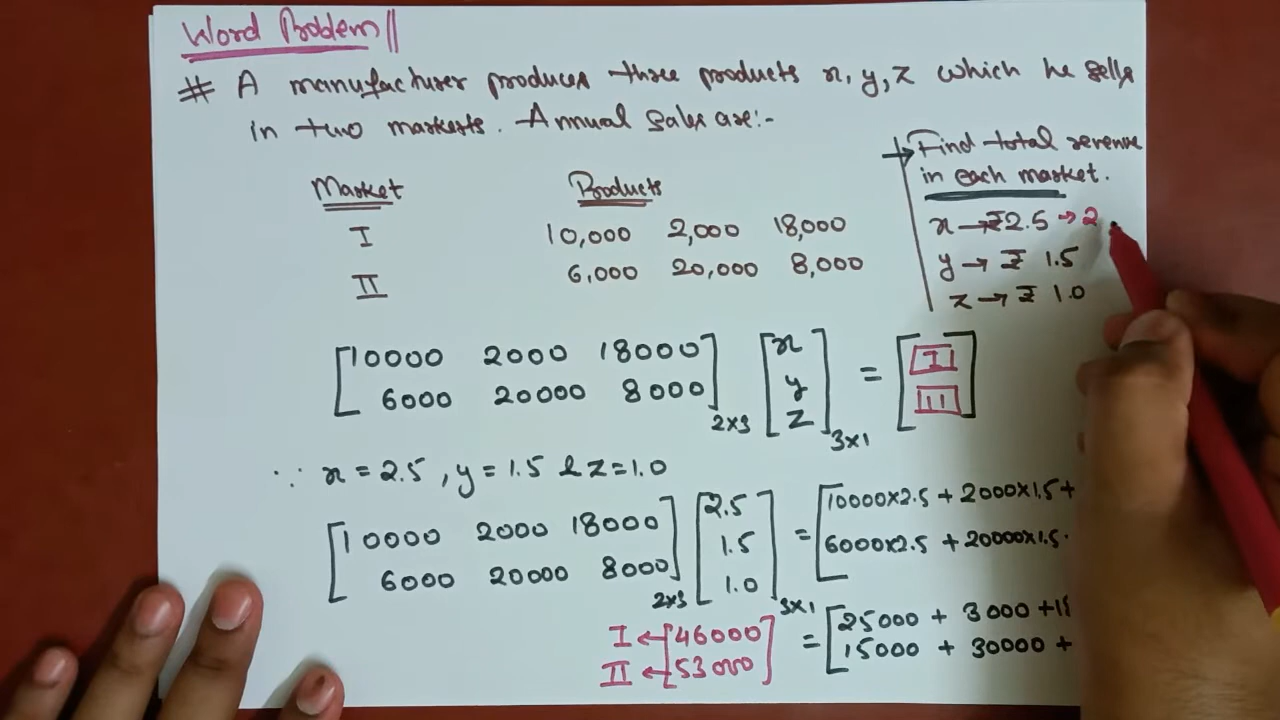 Word Problem ||
# A manufacturer produces three products x, y, z which he sells
in two markets. Annual sales are:-
Market Products
I 10,000 2,000 18,000
II 6,000 20,000 8,000
→ Find total revenue
in each market.
x → ₹ 2.5 → 2
y → ₹ 1.5
z → ₹ 1.0
[10000 2000 18000] [x] = [I]
[6000 20000 8000] 2×3 [y] [II]
[z] 3×1
∵ x = 2.5, y = 1.5 & z = 1.0
[10000 2000 18000] [2.5] = [10000×2.5 + 2000×1.5 +
[6000 20000 8000] 2×3 [1.5] [6000×2.5 + 20000×1.5
[1.0] 3×1
= [25000 + 3000 +
[15000 + 30000 +
I ← [46000]
II ← [53000]